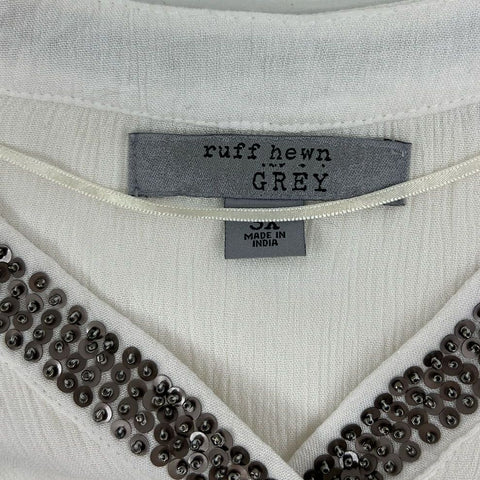 ruff hewn
GREY
3X
MADE IN
INDIA